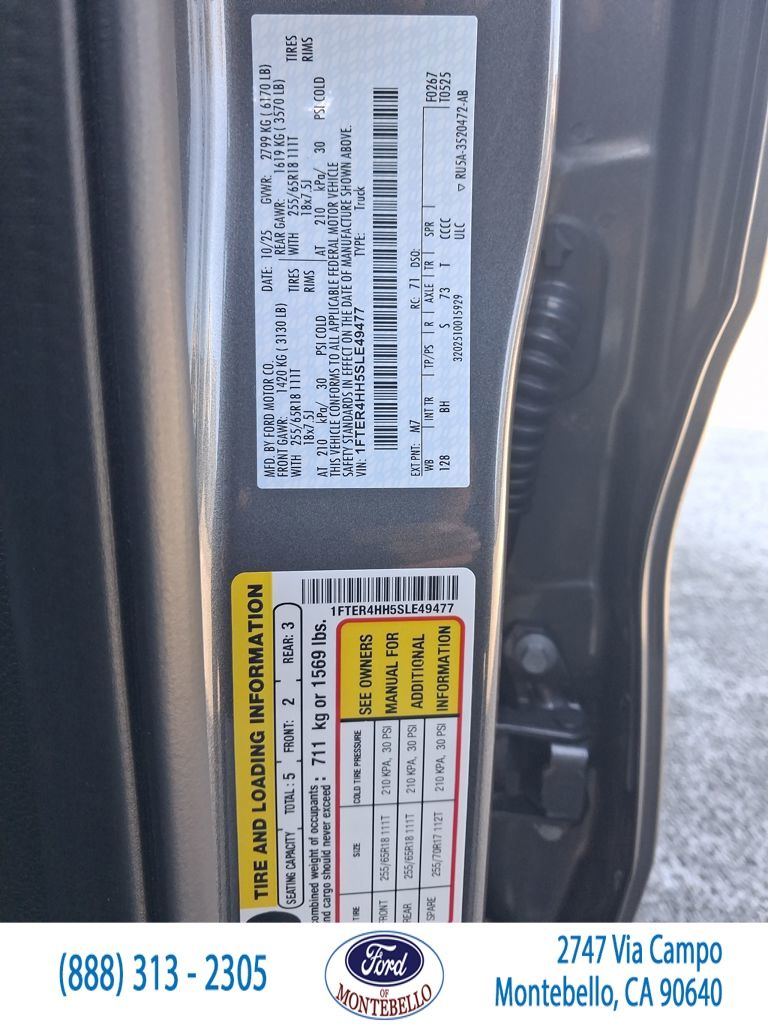 MFD. BY FORD MOTOR CO.
DATE: 10/25 GVWR: 2799 KG ( 6170 LB)
FRONT GAWR: 1420 KG ( 3130 LB)
REAR GAWR: 1619 KG ( 3570 LB)
WITH 255/65R18 111T TIRES
WITH 255/65R18 111T TIRES
18x7.5J RIMS
18x7.5J RIMS
AT 210 kPa/ 30 PSI COLD
AT 210 kPa/ 30 PSI COLD
THIS VEHICLE CONFORMS TO ALL APPLICABLE FEDERAL MOTOR VEHICLE
SAFETY STANDARDS IN EFFECT ON THE DATE OF MANUFACTURE SHOWN ABOVE.
VIN: 1FTER4HH5SLE49477 TYPE: Truck
F0267
T0525
EXT PNT: M7 RC: 71 DSO:
WB INT TR TP/PS R AXLE TR SPR
128 BH S 73 T CCCC
ULC
3202510015929
▽ RU5A-3520472-AB
TIRE AND LOADING INFORMATION
SEATING CAPACITY TOTAL : 5 FRONT: 2 REAR: 3
ombined weight of occupants
nd cargo should never exceed : 711 kg or 1569 lbs.
1FTER4HH5SLE49477
TIRE SIZE COLD TIRE PRESSURE
FRONT 255/65R18 111T 210 KPA, 30 PSI
REAR 255/65R18 111T 210 KPA, 30 PSI
SPARE 255/70R17 112T 210 KPA, 30 PSI
SEE OWNERS
MANUAL FOR
ADDITIONAL
INFORMATION
(888) 313 - 2305
Ford
OF
MONTEBELLO
2747 Via Campo
Montebello, CA 90640